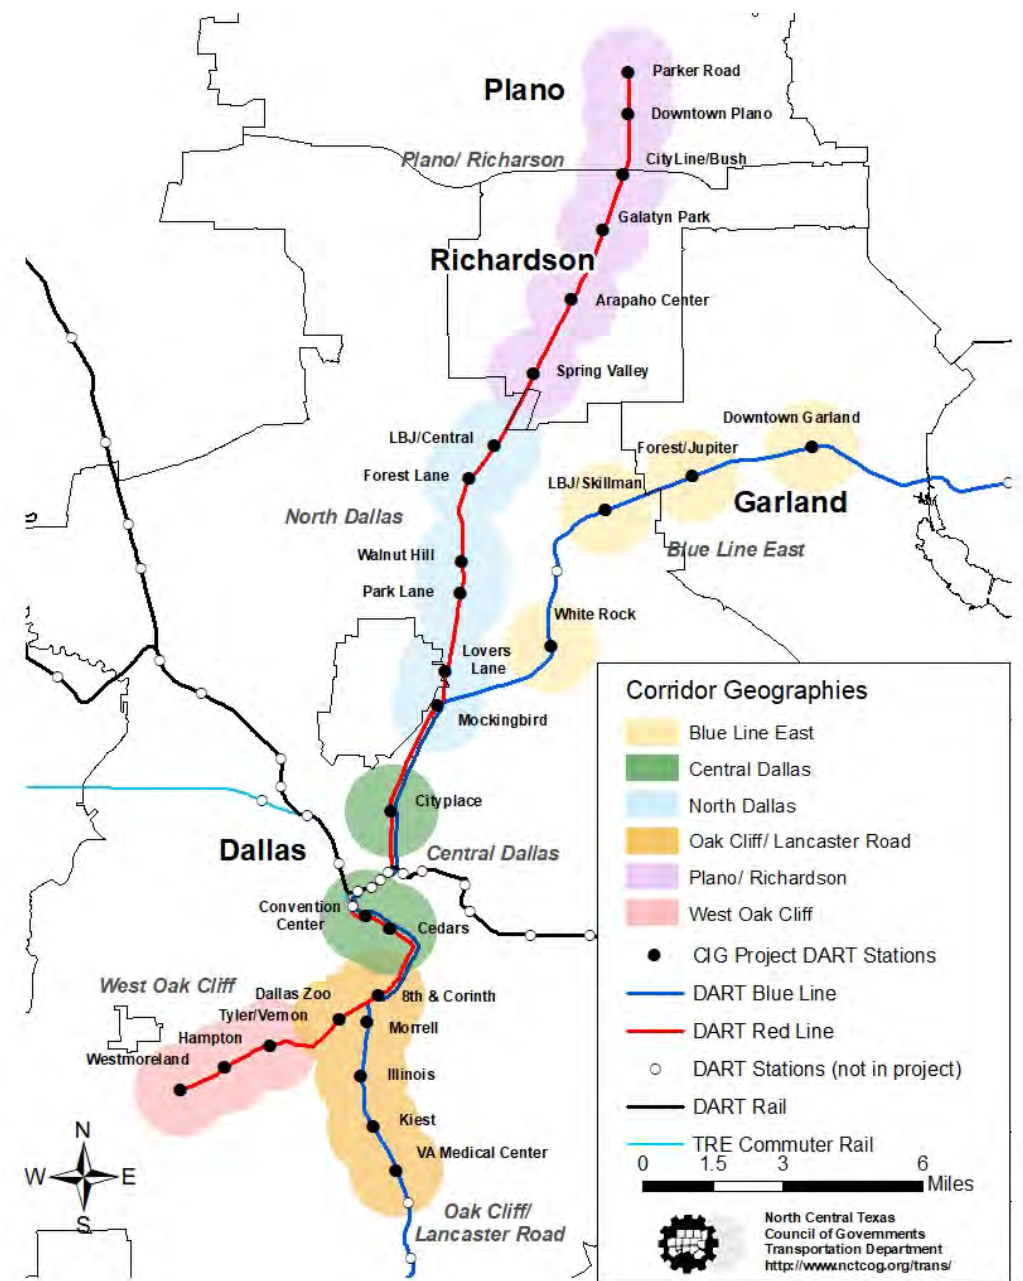 Parker Road
Plano
Downtown Plano
Plano/ Richarson
CityLine/Bush
Galatyn Park
Richardson
Arapaho Center
Spring Valley
Downtown Garland
LBJ/Central
Forest/Jupiter
Forest Lane
LBJ/Skillman
Garland
North Dallas
Blue Line East
Walnut Hill
Park Lane
White Rock
Lovers
Lane
Mockingbird
Cityplace
Dallas
Central Dallas
Convention
Center
Cedars
West Oak Cliff
Dallas Zoo
8th & Corinth
Tyler/Vernon
Morrell
Hampton
Westmoreland
Illinois
Kiest
VA Medical Center
Oak Cliff/
Lancaster Road
N
W
E
S
Corridor Geographies
Blue Line East
Central Dallas
North Dallas
Oak Cliff/ Lancaster Road
Plano/ Richardson
West Oak Cliff
CIG Project DART Stations
DART Blue Line
DART Red Line
DART Stations (not in project)
DART Rail
TRE Commuter Rail
0 1.5 3 6
Miles
North Central Texas
Council of Governments
Transportation Department
http://www.nctcog.org/trans/